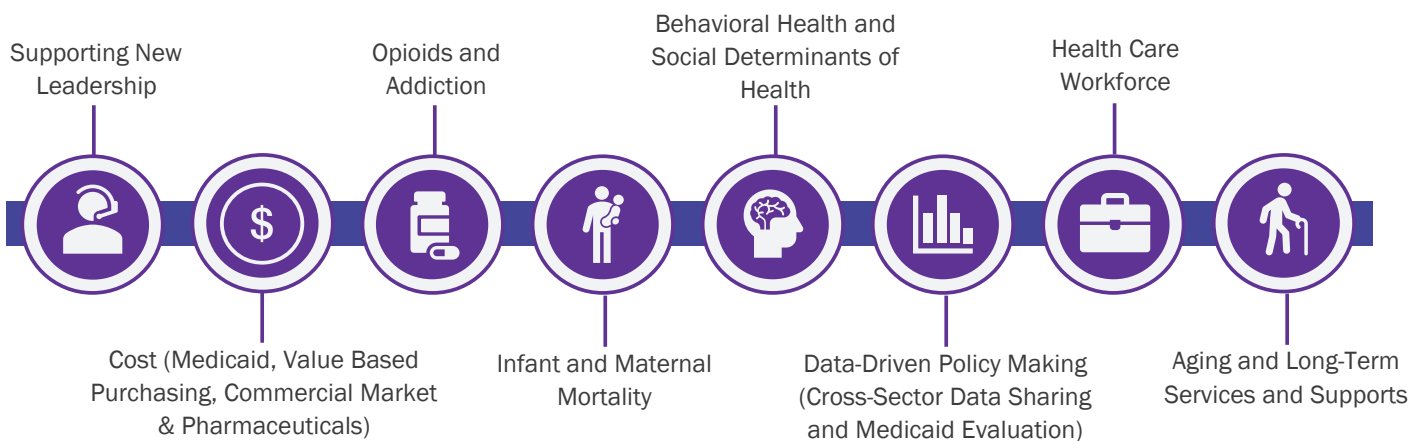 Supporting New
Leadership
Opioids and
Addiction
Behavioral Health and
Social Determinants of
Health
Health Care
Workforce
$
Cost (Medicaid, Value Based
Purchasing, Commercial Market
& Pharmaceuticals)
Infant and Maternal
Mortality
Data-Driven Policy Making
(Cross-Sector Data Sharing
and Medicaid Evaluation)
Aging and Long-Term
Services and Supports